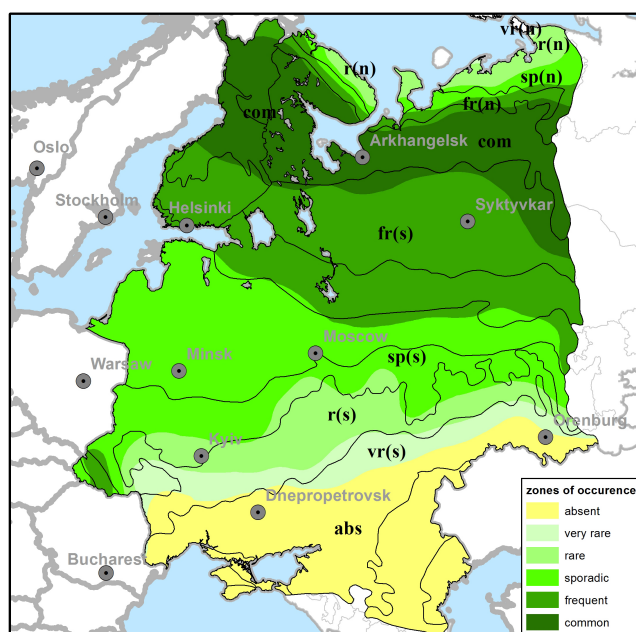 vr(n)
r(n)
r(n)
sp(n)
fr(n)
com
com
Arkhangelsk
Oslo
Stockholm
Helsinki
Syktyvkar
fr(s)
Moscow
sp(s)
Warsaw
Minsk
r(s)
Kyiv
vr(s)
Orenburg
Dnepropetrovsk
abs
Bucharest
zones of occurence
absent
very rare
rare
sporadic
frequent
common